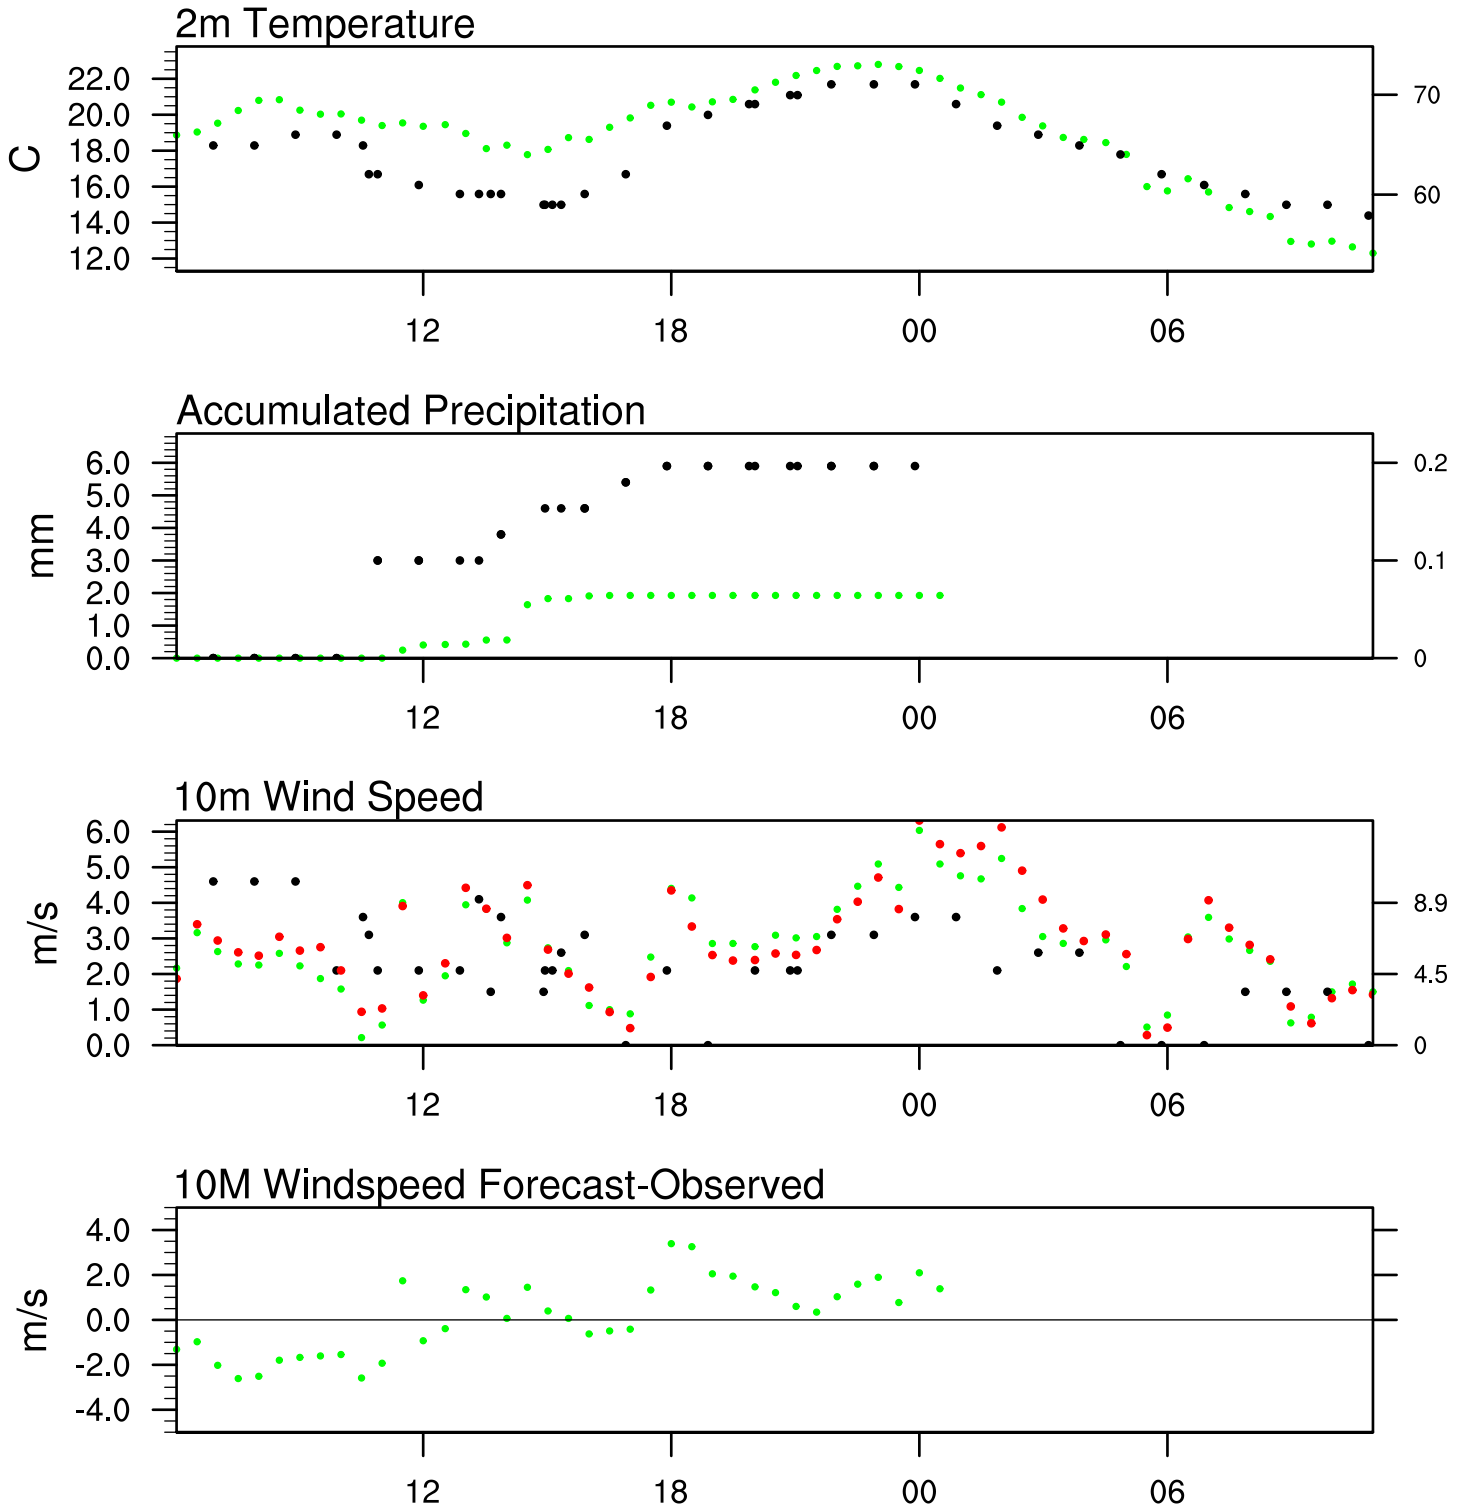 2m Temperature
22.0
20.0
18.0
16.0
14.0
12.0
C
70
60
12 18 00 06
Accumulated Precipitation
6.0
5.0
4.0
3.0
2.0
1.0
0.0
mm
0.2
0.1
0
12 18 00 06
10m Wind Speed
6.0
5.0
4.0
3.0
2.0
1.0
0.0
m/s
8.9
4.5
0
12 18 00 06
10M Windspeed Forecast-Observed
4.0
2.0
0.0
-2.0
-4.0
m/s
12 18 00 06